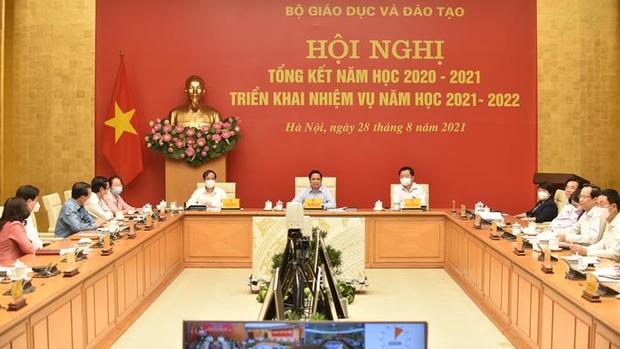 BỘ GIÁO DỤC VÀ ĐÀO TẠO
HỘI NGHỊ
TỔNG KẾT NĂM HỌC 2020 - 2021
TRIỂN KHAI NHIỆM VỤ NĂM HỌC 2021 - 2022
Hà Nội, ngày 28 tháng 8 năm 2021